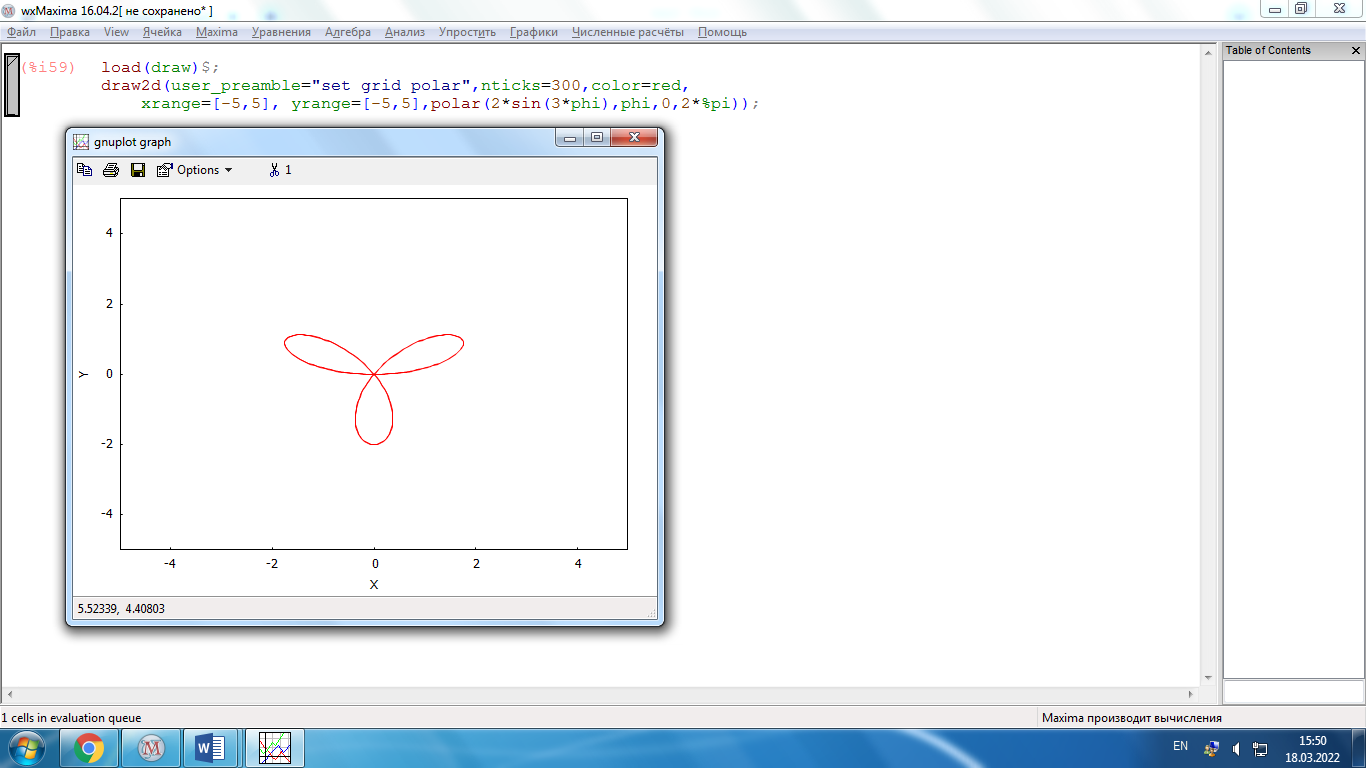 wxMaxima 16.04.2[ не сохранено* ]
Файл Правка View Ячейка Maxima Уравнения Алгебра Анализ Упростить Графики Численные расчёты Помощь
Table of Contents
(%i59) load(draw)$;
draw2d(user_preamble="set grid polar",nticks=300,color=red,
xrange=[-5,5], yrange=[-5,5],polar(2*sin(3*phi),phi,0,2*%pi));
gnuplot graph
Options 1
4
2
Y 0
-2
-4
-4 -2 0 2 4
X
5.52339, 4.40803
1 cells in evaluation queue
Maxima производит вычисления
EN
15:50
18.03.2022